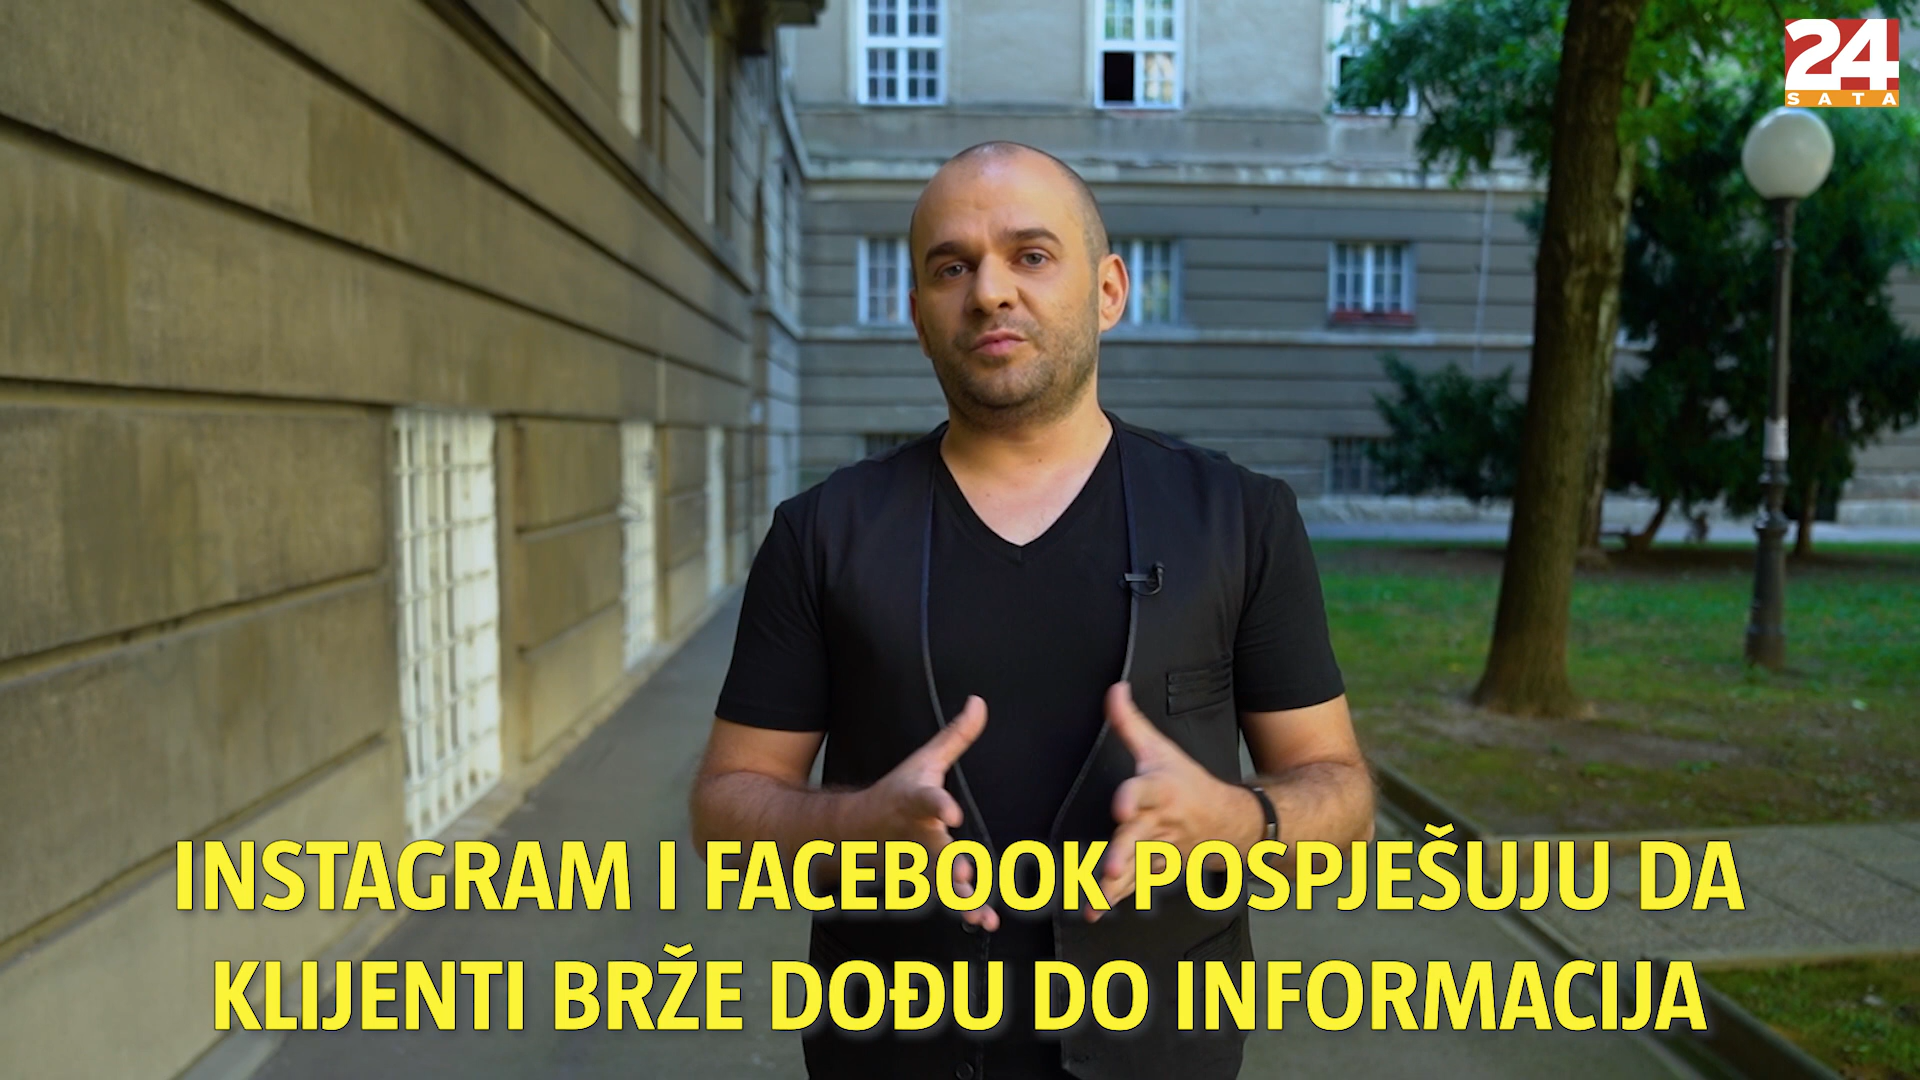 24
SATA
INSTAGRAM I FACEBOOK POSPJEŠUJU DA
KLIJENTI BRŽE DOĐU DO INFORMACIJA